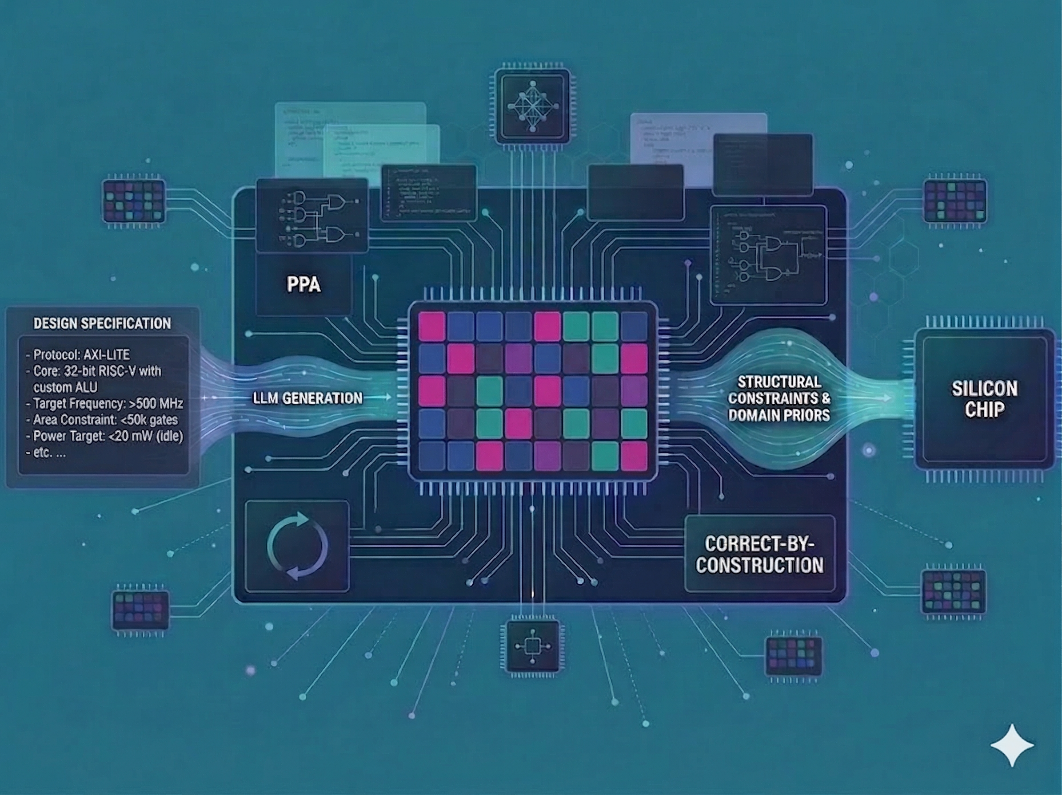 PPA
DESIGN SPECIFICATION
- Protocol: AXI-LITE
- Core: 32-bit RISC-V with
custom ALU
- Target Frequency: >500 MHz
- Area Constraint: <50k gates
- Power Target: <20 mW (idle)
- etc. ...
LLM GENERATION
STRUCTURAL
CONSTRAINTS &
DOMAIN PRIORS
SILICON
CHIP
CORRECT-BY-
CONSTRUCTION